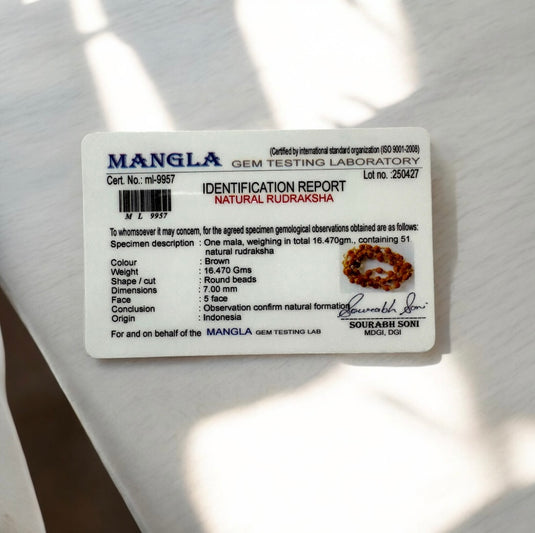 (Certified by international standard organization (ISO 9001-2008)
MANGLA GEM TESTING LABORATORY
Cert. No.: ml-9957
Lot no. :250427
IDENTIFICATION REPORT
NATURAL RUDRAKSHA
M L 9957
To whomsoever it may concern, for the agreed specimen gemological observations obtained are as follows:
Specimen description : One mala, weighing in total 16.470gm., containing 51
natural rudraksha
Colour : Brown
Weight : 16.470 Gms
Shape / cut : Round beads
Dimensions : 7.00 mm
Face : 5 face
Conclusion : Observation confirm natural formation
Origin : Indonesia
Sourabh Soni
SOURABH SONI
MDGI, DGI
For and on behalf of the MANGLA GEM TESTING LAB